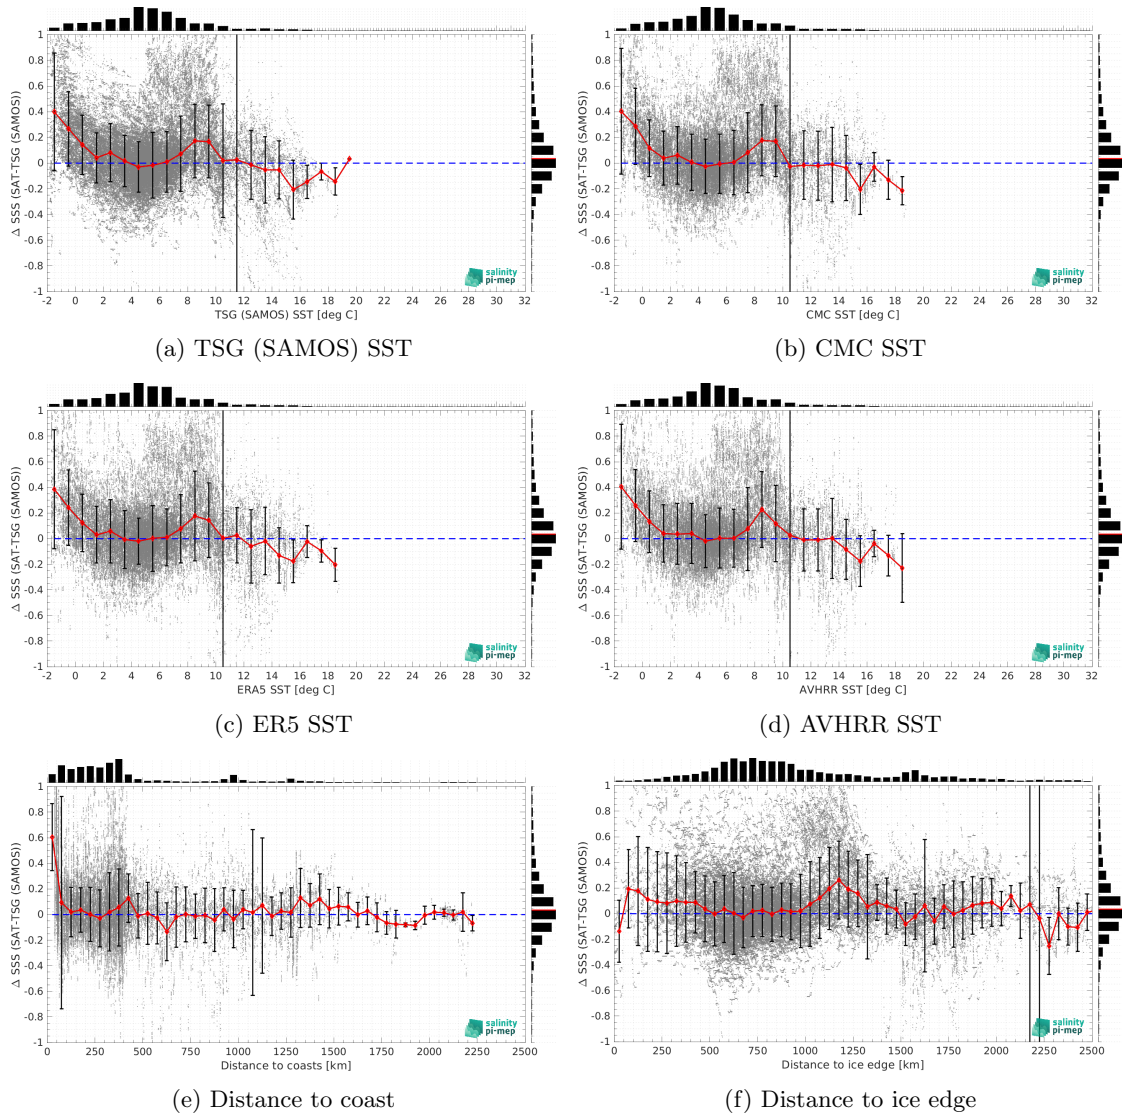 1
0.8
0.6
0.4
0.2
0
-0.2
-0.4
-0.6
-0.8
-1
Δ SSS (SAT-TSG (SAMOS))
salinity
pi-mep
-2 0 2 4 6 8 10 12 14 16 18 20 22 24 26 28 30 32
TSG (SAMOS) SST [deg C]
(a) TSG (SAMOS) SST
1
0.8
0.6
0.4
0.2
0
-0.2
-0.4
-0.6
-0.8
-1
Δ SSS (SAT-TSG (SAMOS))
salinity
pi-mep
-2 0 2 4 6 8 10 12 14 16 18 20 22 24 26 28 30 32
CMC SST [deg C]
(b) CMC SST
1
0.8
0.6
0.4
0.2
0
-0.2
-0.4
-0.6
-0.8
-1
Δ SSS (SAT-TSG (SAMOS))
salinity
pi-mep
-2 0 2 4 6 8 10 12 14 16 18 20 22 24 26 28 30 32
ERA5 SST [deg C]
(c) ER5 SST
1
0.8
0.6
0.4
0.2
0
-0.2
-0.4
-0.6
-0.8
-1
Δ SSS (SAT-TSG (SAMOS))
salinity
pi-mep
-2 0 2 4 6 8 10 12 14 16 18 20 22 24 26 28 30 32
AVHRR SST [deg C]
(d) AVHRR SST
1
0.8
0.6
0.4
0.2
0
-0.2
-0.4
-0.6
-0.8
-1
Δ SSS (SAT-TSG (SAMOS))
salinity
pi-mep
0 250 500 750 1000 1250 1500 1750 2000 2250 2500
Distance to coasts [km]
(e) Distance to coast
1
0.8
0.6
0.4
0.2
0
-0.2
-0.4
-0.6
-0.8
-1
Δ SSS (SAT-TSG (SAMOS))
salinity
pi-mep
0 250 500 750 1000 1250 1500 1750 2000 2250 2500
Distance to ice edge [km]
(f) Distance to ice edge